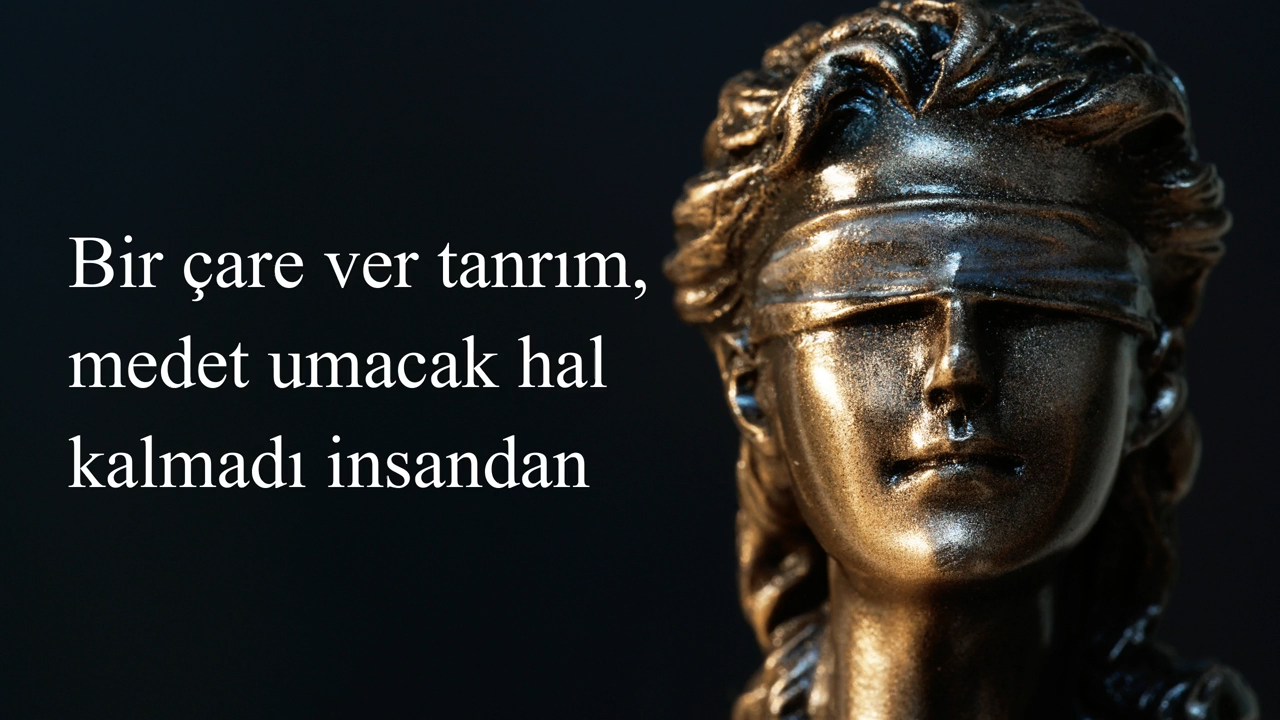 Bir çare ver tanrım,
medet umacak hal
kalmadı insandan